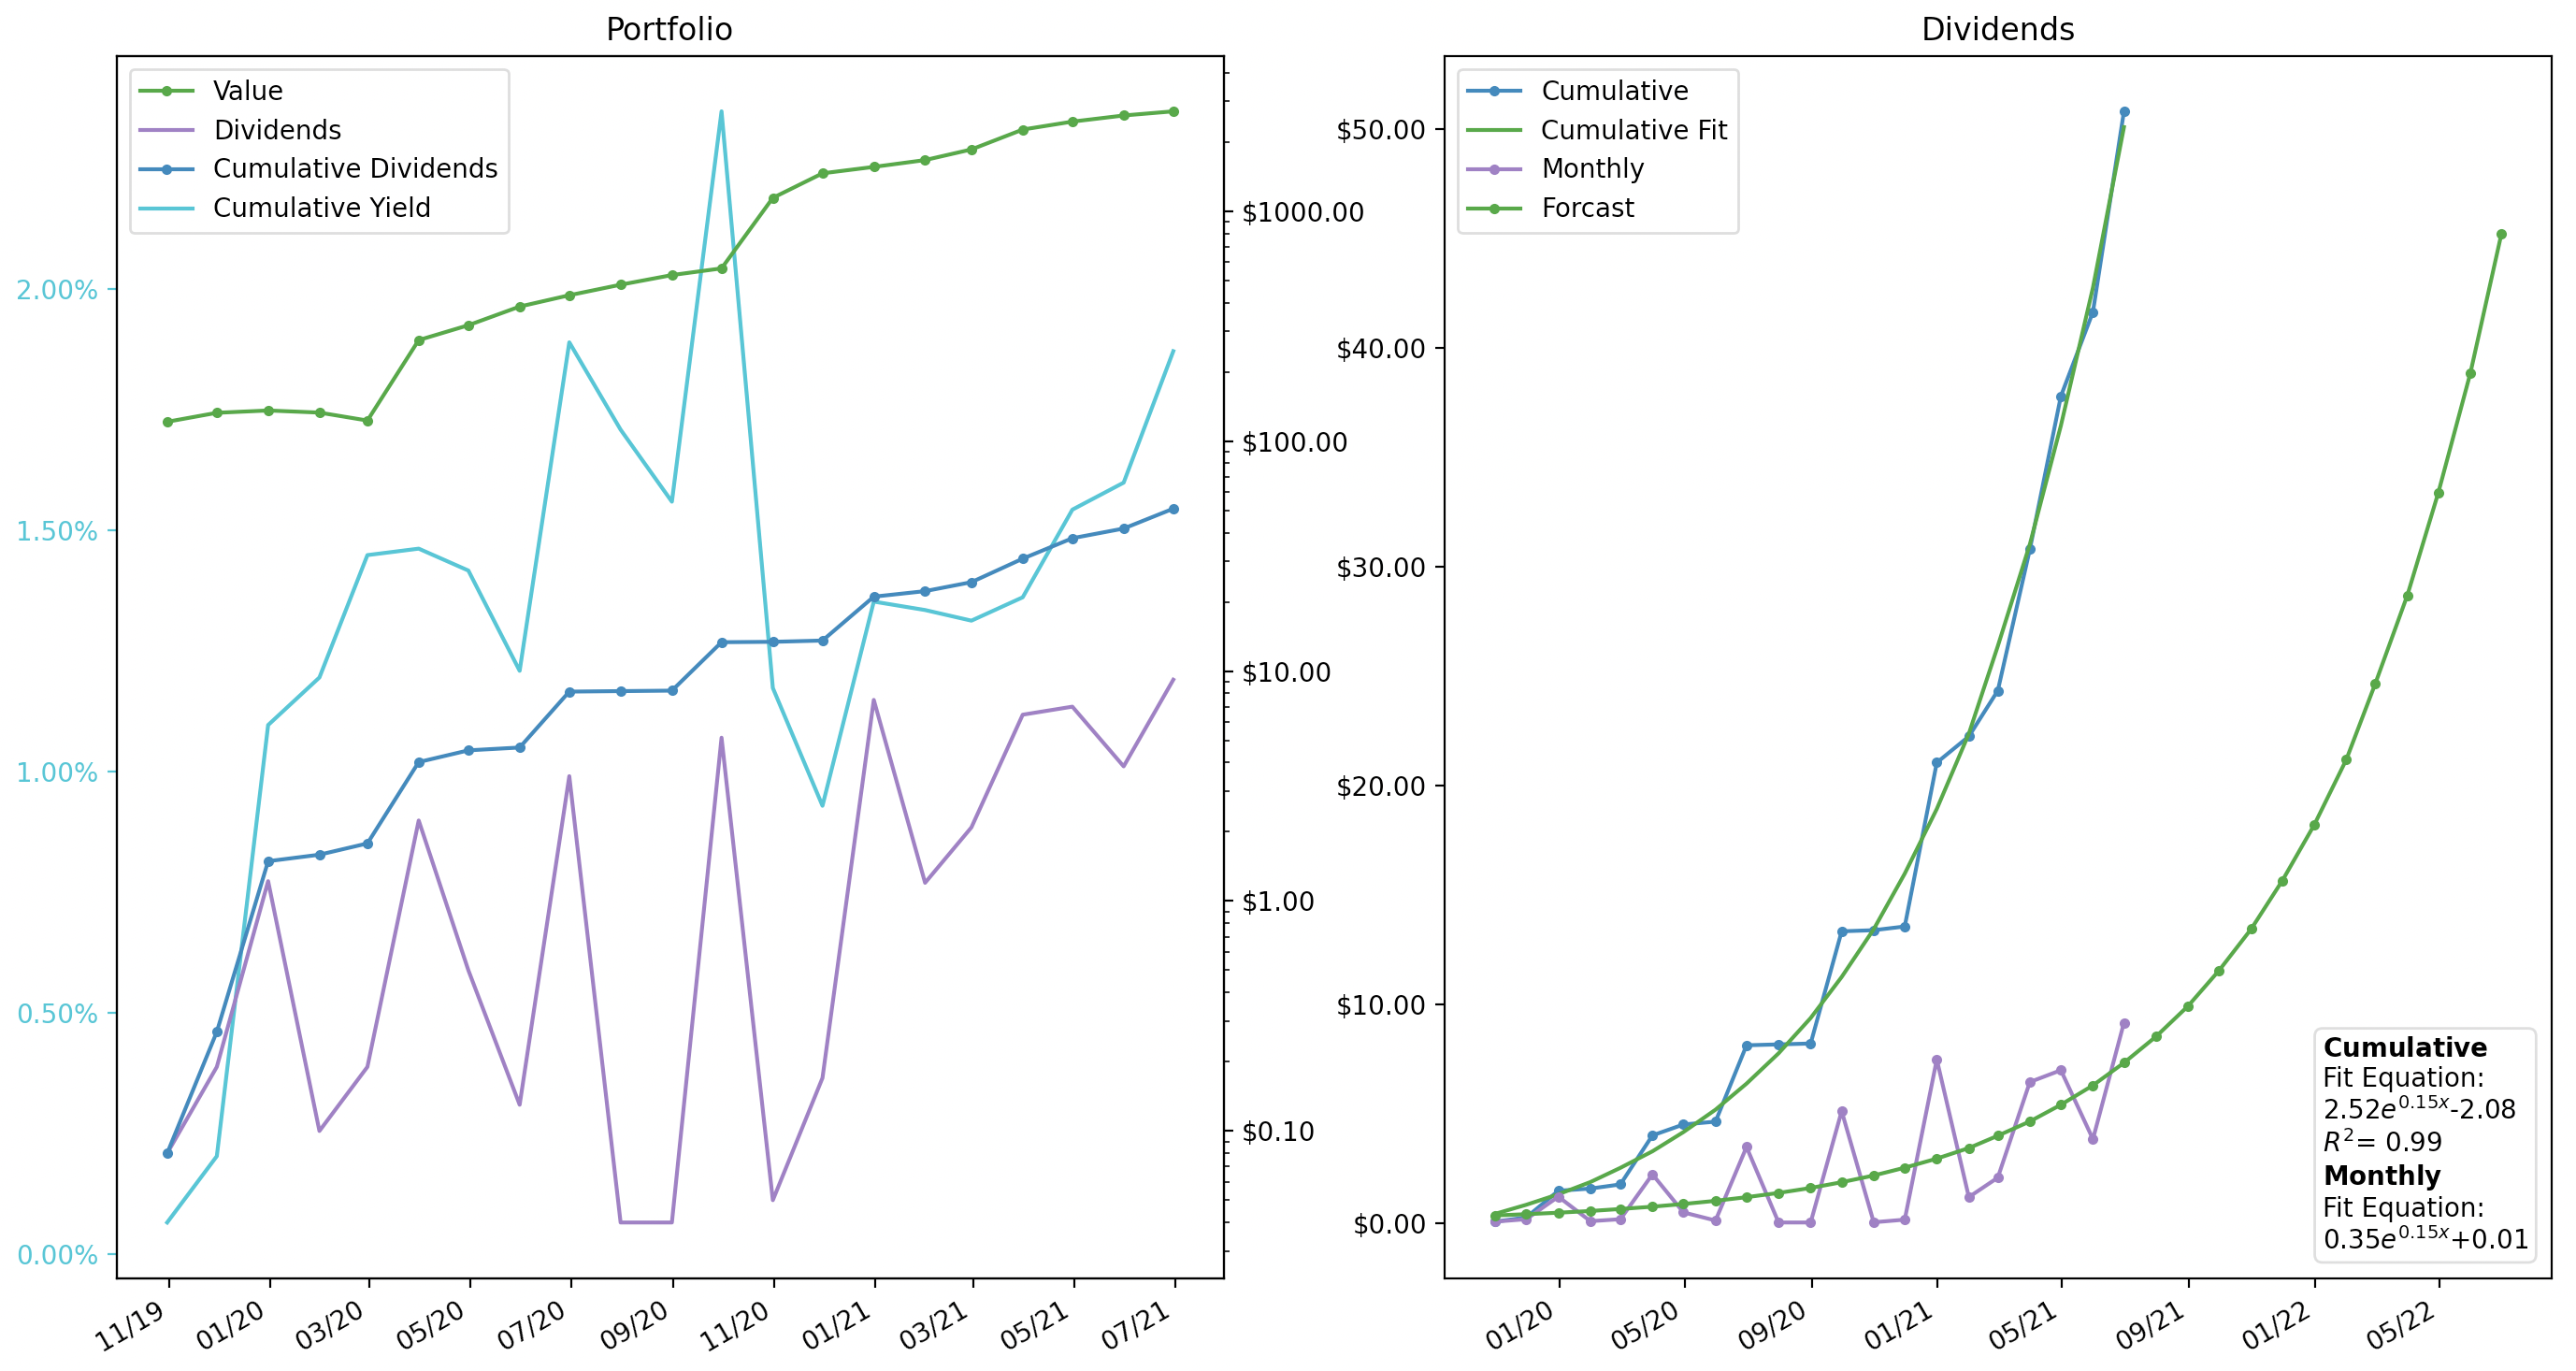 Portfolio
Value
Dividends
Cumulative Dividends
Cumulative Yield
2.00%
1.50%
1.00%
0.50%
0.00%
$1000.00
$100.00
$10.00
$1.00
$0.10
11/19
01/20
03/20
05/20
07/20
09/20
11/20
01/21
03/21
05/21
07/21
Dividends
Cumulative
Cumulative Fit
Monthly
Forcast
$50.00
$40.00
$30.00
$20.00
$10.00
$0.00
01/20
05/20
09/20
01/21
05/21
09/21
01/22
05/22
Cumulative
Fit Equation:
2.52e^0.15x-2.08
R²= 0.99
Monthly
Fit Equation:
0.35e^0.15x+0.01